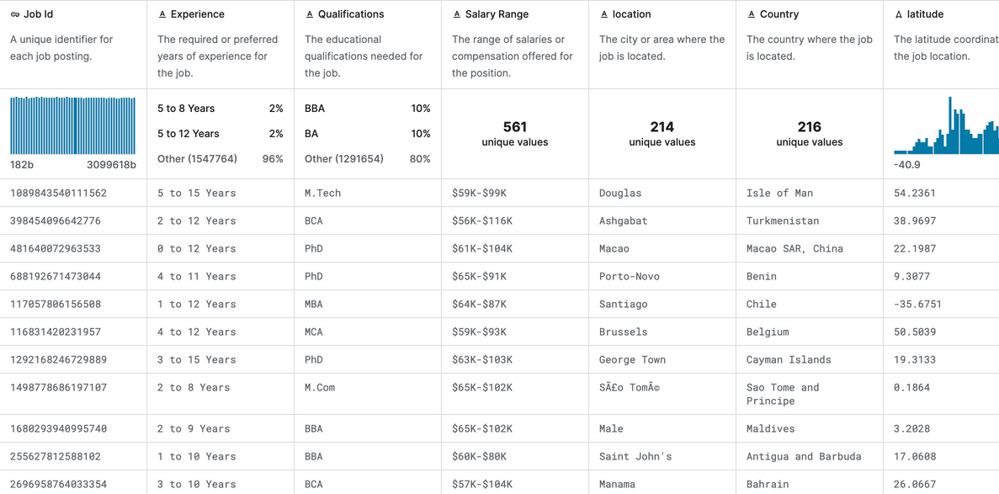 Job Id Experience Qualifications Salary Range location Country latitude
A unique identifier for each job posting. The required or preferred years of experience for the job. The educational qualifications needed for the job. The range of salaries or compensation offered for the position. The city or area where the job is located. The country where the job is located. The latitude coordinat the job location.
182b 3099618b
5 to 8 Years 2%
5 to 12 Years 2%
Other (1547764) 96%
BBA 10%
BA 10%
Other (1291654) 80%
561
unique values
214
unique values
216
unique values
-40.9
1089843540111562 5 to 15 Years M.Tech $59K-$99K Douglas Isle of Man 54.2361
398454096642776 2 to 12 Years BCA $56K-$116K Ashgabat Turkmenistan 38.9697
481640072963533 0 to 12 Years PhD $61K-$104K Macao Macao SAR, China 22.1987
688192671473044 4 to 11 Years PhD $65K-$91K Porto-Novo Benin 9.3077
117057806156508 1 to 12 Years MBA $64K-$87K Santiago Chile -35.6751
116831420231957 4 to 12 Years MCA $59K-$93K Brussels Belgium 50.5039
1292168246729889 3 to 15 Years PhD $63K-$103K George Town Cayman Islands 19.3133
1498778686197107 2 to 8 Years M.Com $65K-$102K SÃ£o TomÃ© Sao Tome and Principe 0.1864
1680293940995740 2 to 9 Years BBA $65K-$102K Male Maldives 3.2028
255627812588102 1 to 10 Years BBA $60K-$80K Saint John's Antigua and Barbuda 17.0608
2696958764033354 3 to 10 Years BCA $57K-$104K Manama Bahrain 26.0667